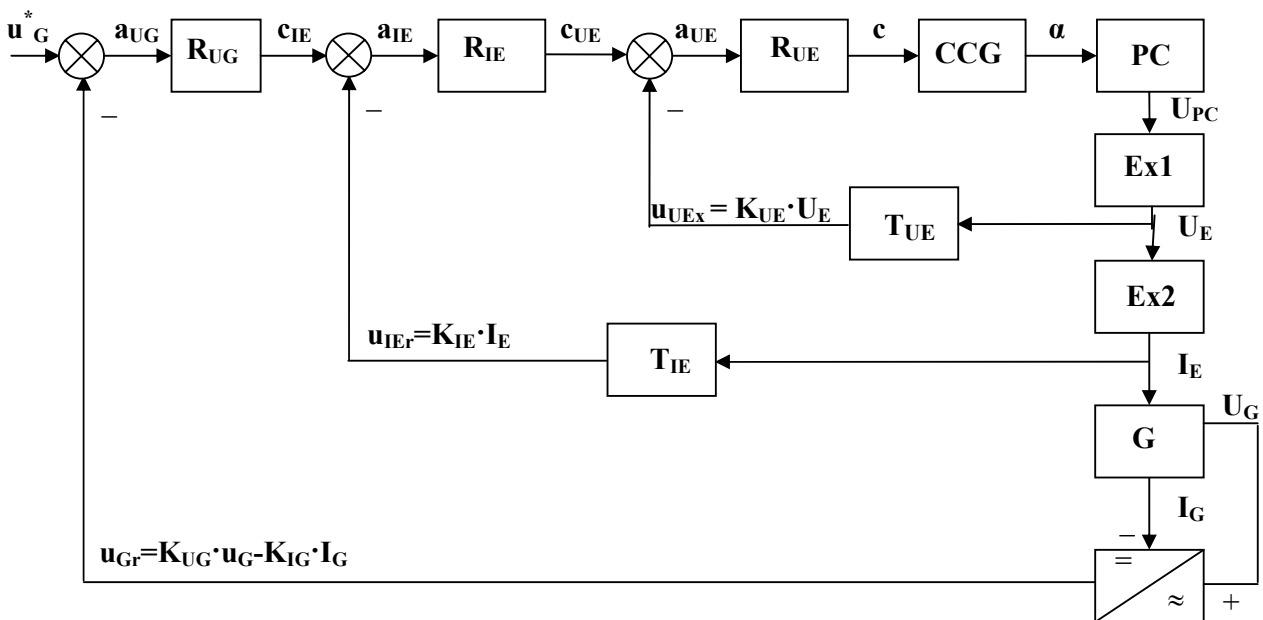 u*G
aUG
RUG
cIE
aIE
RIE
cUE
aUE
RUE
c
CCG
α
PC
–
–
–
UPC
Ex1
uUEx = KUE·UE
TUE
UE
Ex2
uIEr=KIE·IE
TIE
IE
UG
G
IG
uGr=KUG·uG-KIG·IG
–
=
≈
+